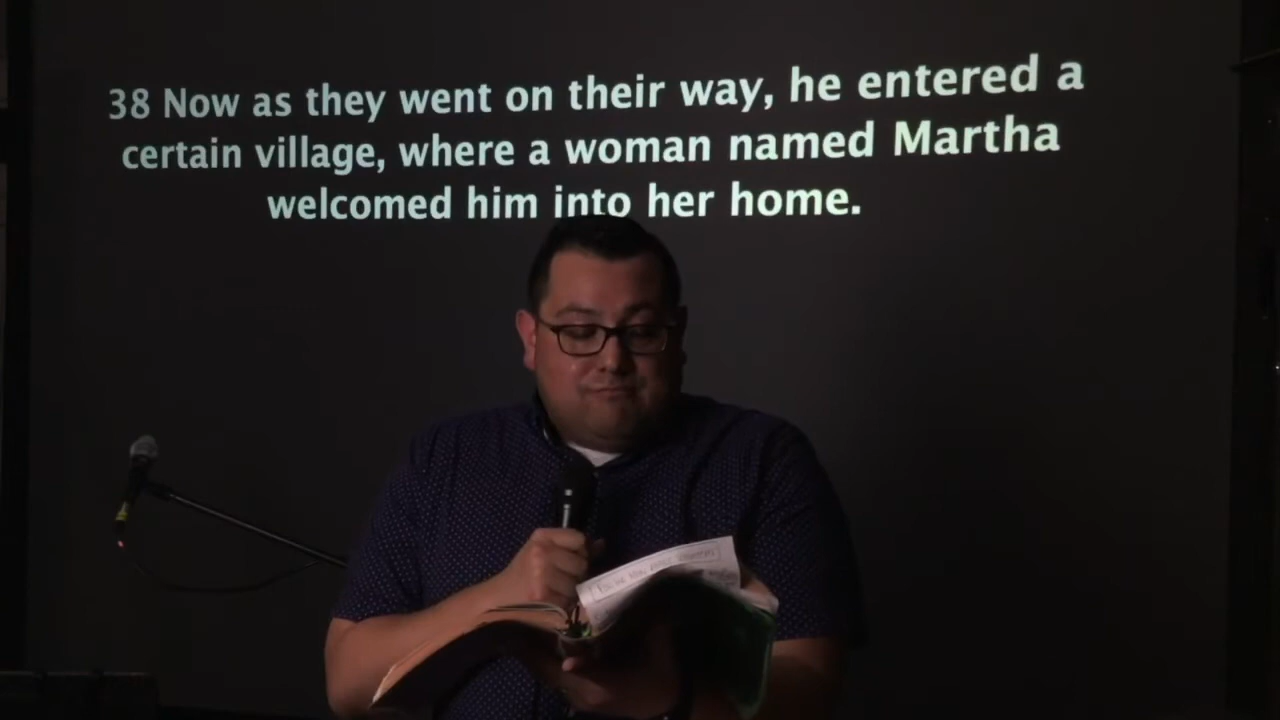 38 Now as they went on their way, he entered a
certain village, where a woman named Martha
welcomed him into her home.